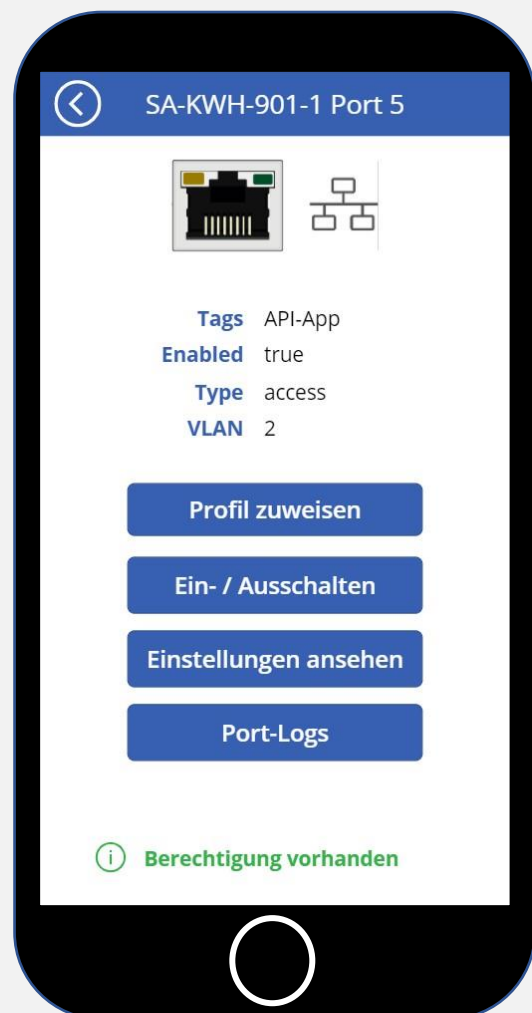 SA-KWH-901-1 Port 5
Tags API-App
Enabled true
Type access
VLAN 2
Profil zuweisen
Ein- / Ausschalten
Einstellungen ansehen
Port-Logs
i Berechtigung vorhanden